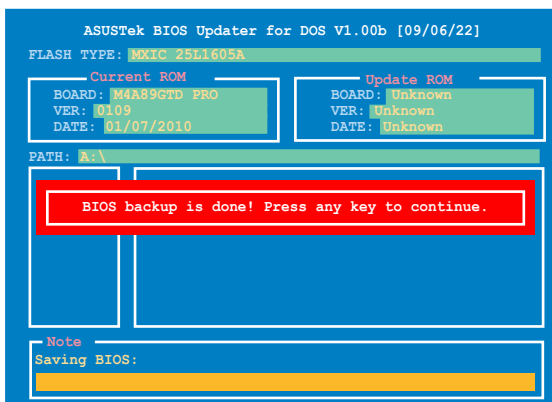 ASUSTek BIOS Updater for DOS V1.00b [09/06/22]
FLASH TYPE: MXIC 25L1605A
Current ROM
BOARD: M4A89GTD PRO
VER: 0109
DATE: 01/07/2010
Update ROM
BOARD: Unknown
VER: Unknown
DATE: Unknown
PATH: A:\
BIOS backup is done! Press any key to continue.
Note
Saving BIOS: